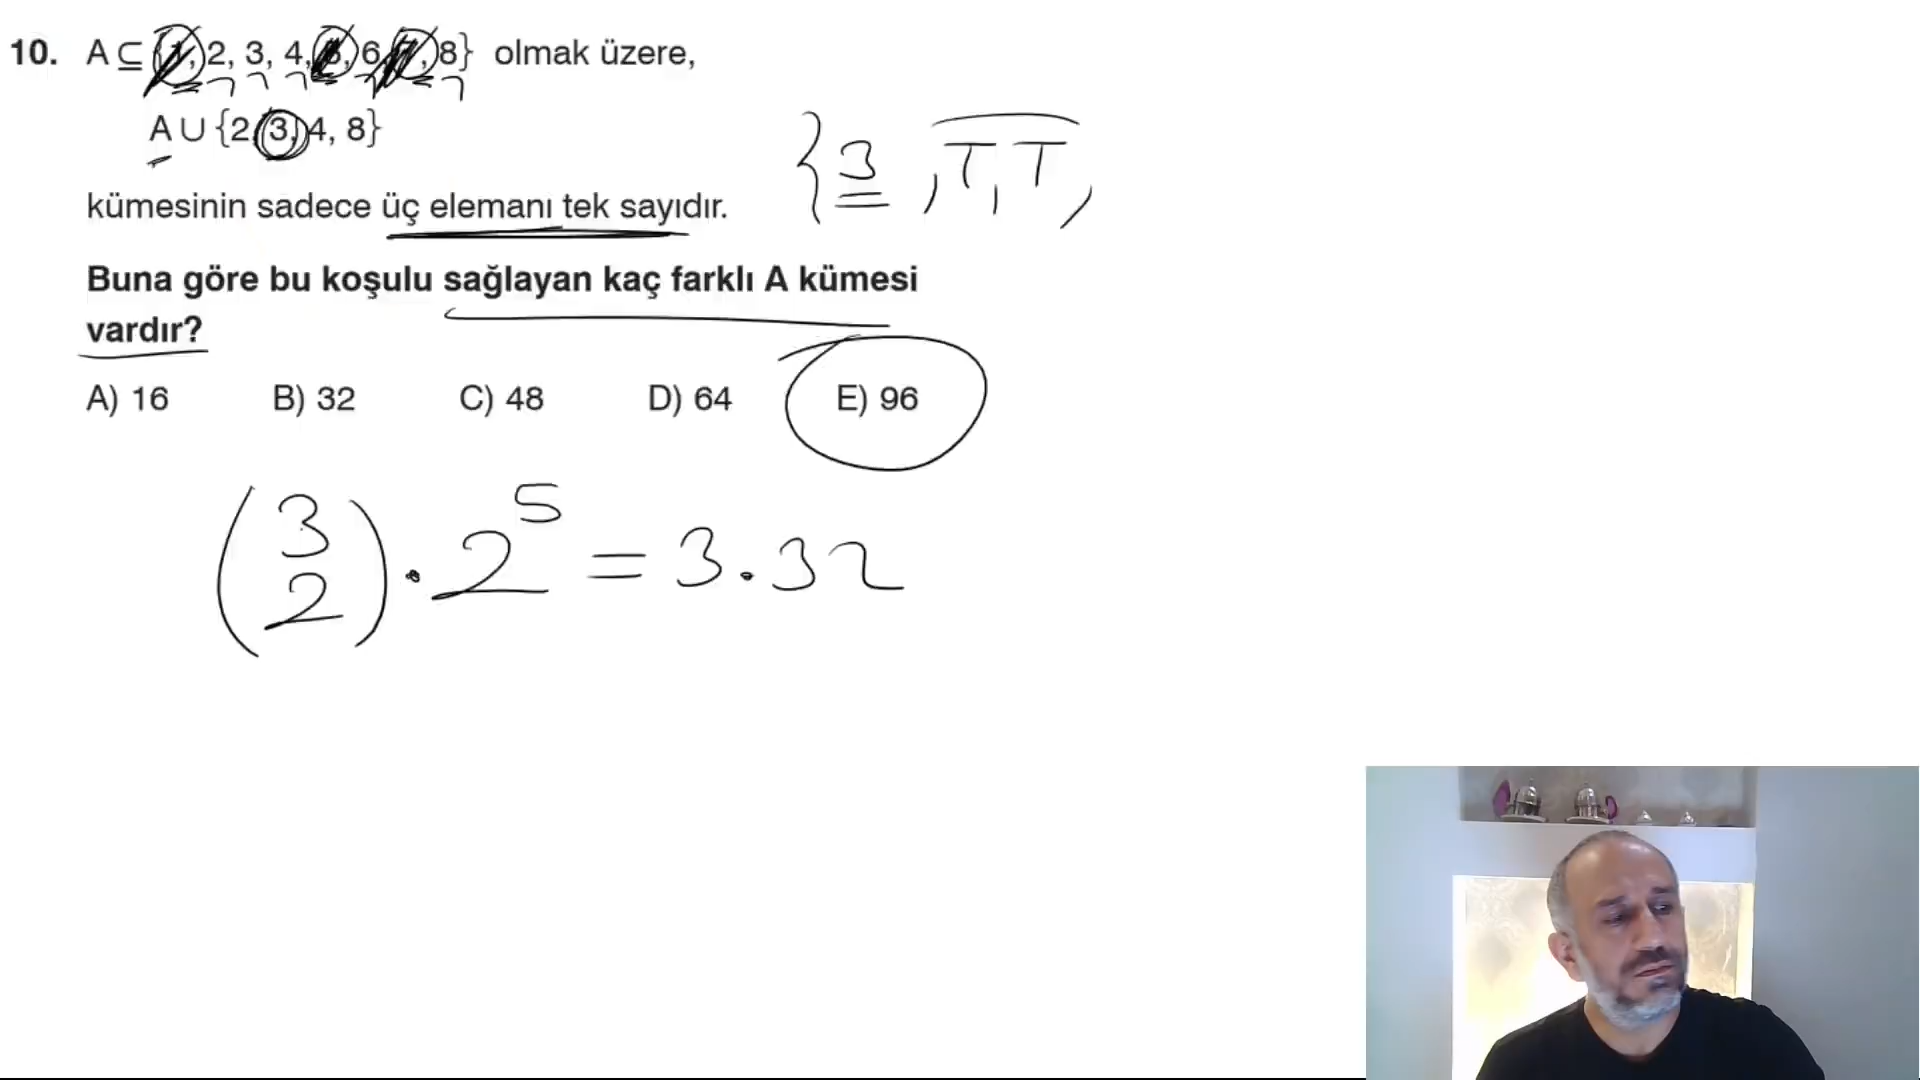 10. A ⊆ {1, 2, 3, 4, 5, 6, 7, 8} olmak üzere,
A ∪ {2, 3, 4, 8}
{3, T, T,
kümesinin sadece üç elemanı tek sayıdır.
Buna göre bu koşulu sağlayan kaç farklı A kümesi
vardır?
A) 16 B) 32 C) 48 D) 64 E) 96
(3 2) · 2^5 = 3.32